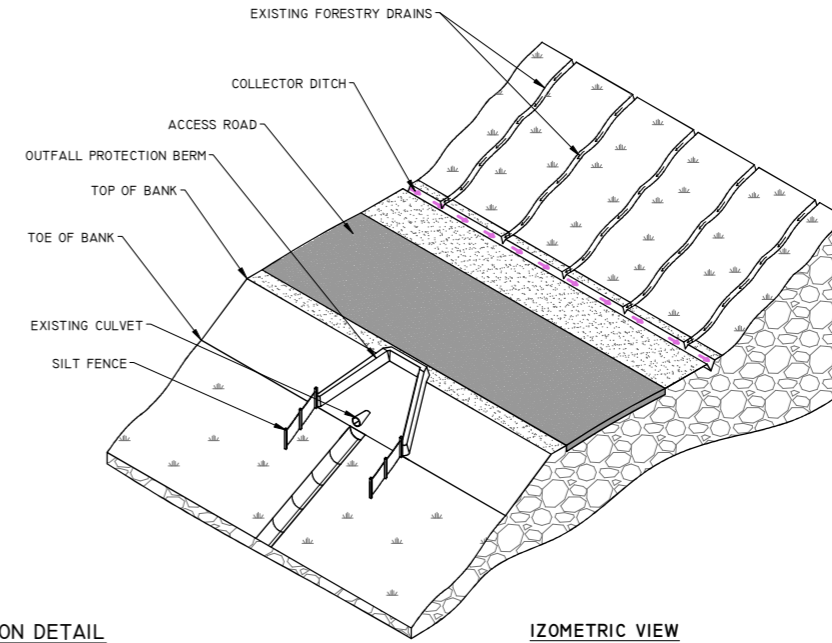 EXISTING FORESTRY DRAINS
COLLECTOR DITCH
ACCESS ROAD
OUTFALL PROTECTION BERM
TOP OF BANK
TOE OF BANK
EXISTING CULVET
SILT FENCE
ON DETAIL
IZOMETRIC VIEW